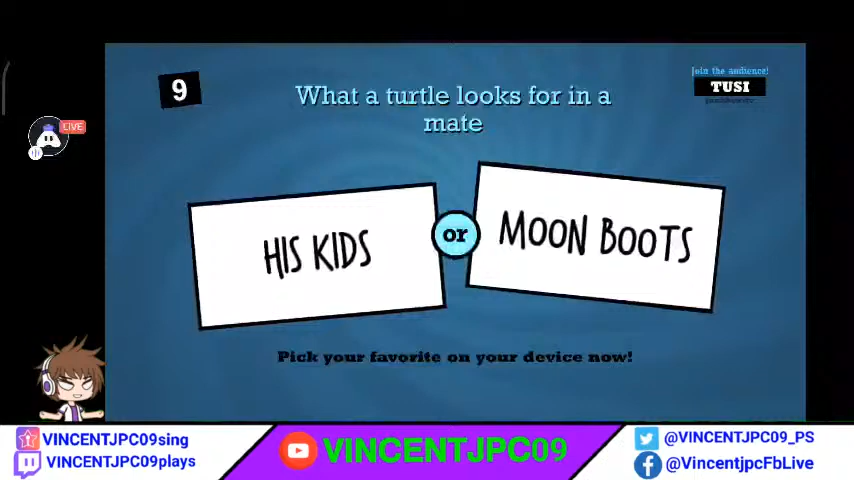 9
What a turtle looks for in a
mate
Join the audience!
TUSI
LIVE
HIS KIDS
or
MOON BOOTS
Pick your favorite on your device now!
VINCENTJPC09sing
VINCENTJPC09plays
VINCENTJPC09
@VINCENTJPC09_PS
@VincentjpcFbLive